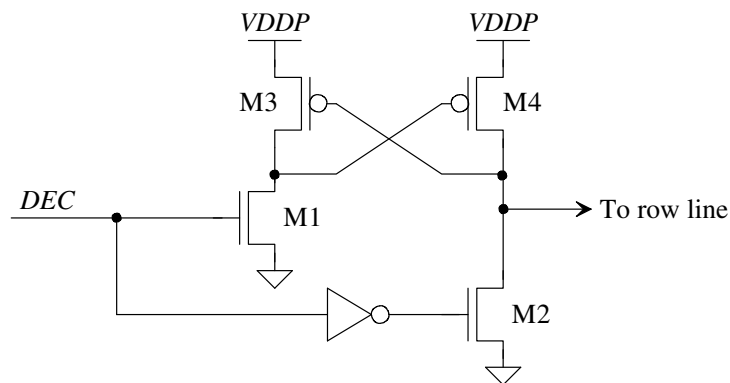 VDDP
VDDP
M3
M4
DEC
M1
To row line
M2